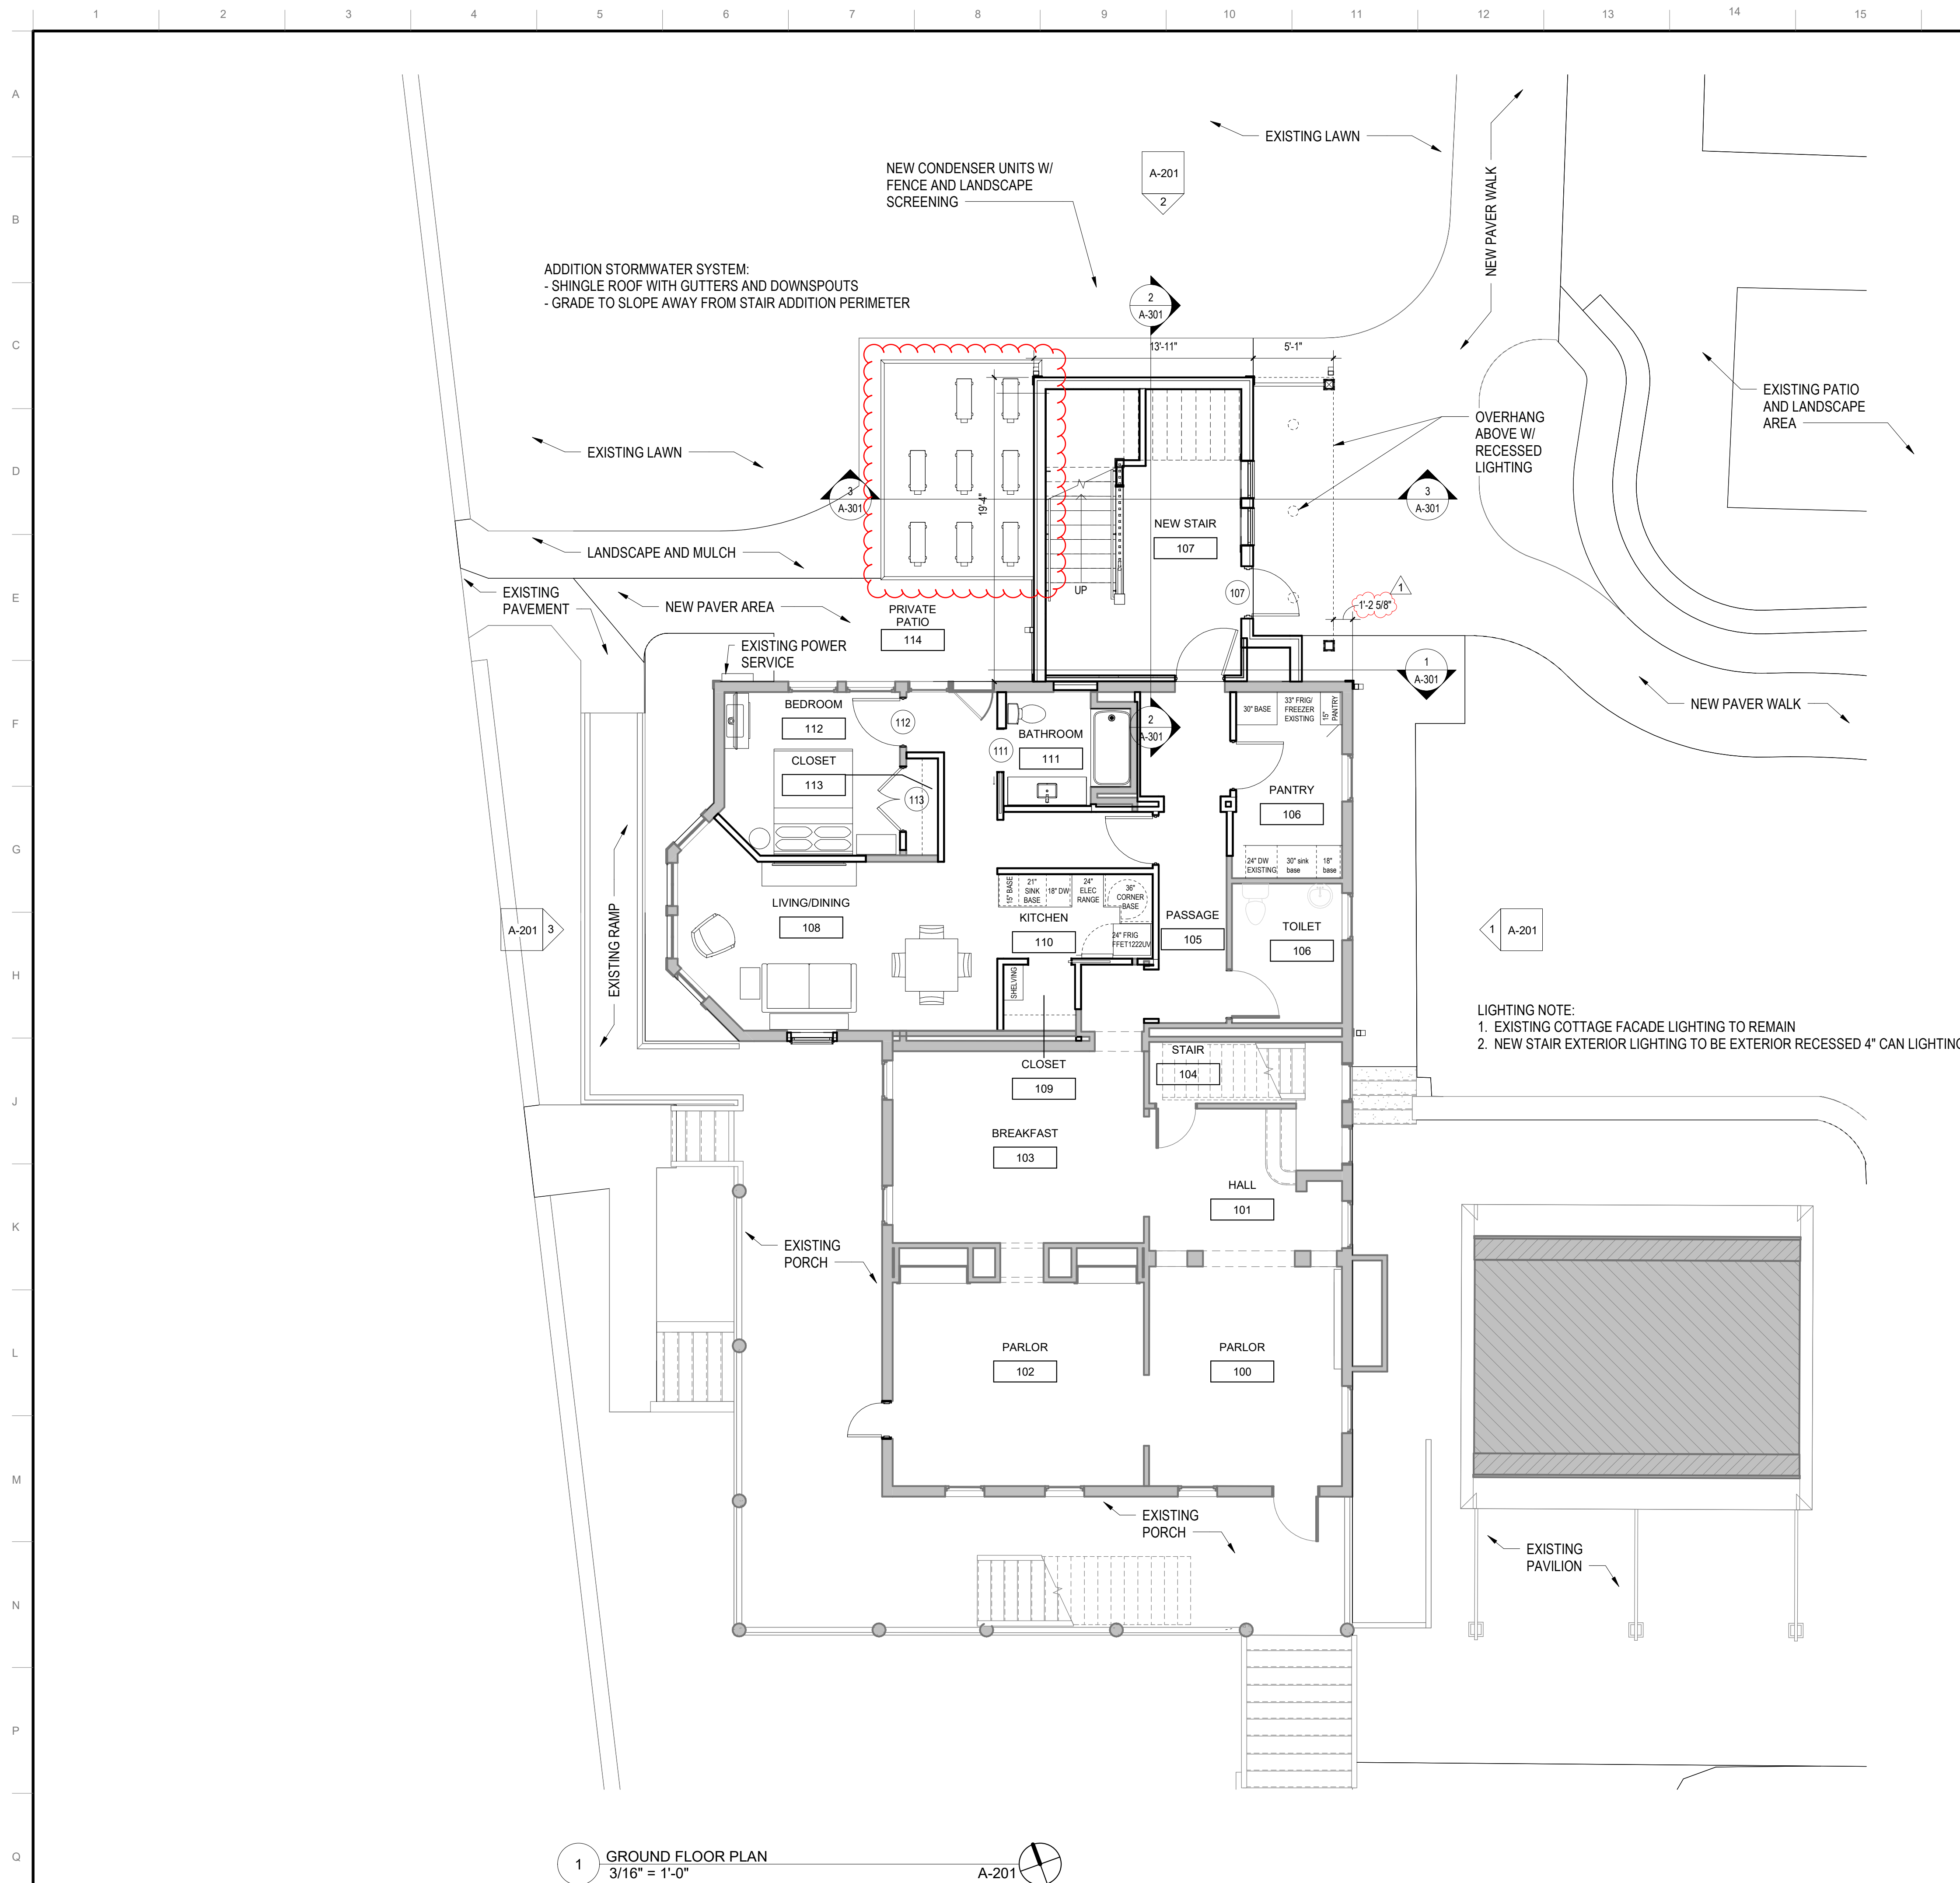 1 2 3 4 5 6 7 8 9 10 11 12 13 14 15
A
EXISTING LAWN
NEW CONDENSER UNITS W/
FENCE AND LANDSCAPE
SCREENING
A-201
2
NEW PAVER WALK
B
ADDITION STORMWATER SYSTEM:
- SHINGLE ROOF WITH GUTTERS AND DOWNSPOUTS
- GRADE TO SLOPE AWAY FROM STAIR ADDITION PERIMETER
2
A-301
C
13'-11"
5'-1"
EXISTING PATIO
AND LANDSCAPE
AREA
OVERHANG
ABOVE W/
RECESSED
LIGHTING
EXISTING LAWN
D
3
A-301
19'-4"
3
A-301
NEW STAIR
107
LANDSCAPE AND MULCH
UP
107
E
EXISTING
PAVEMENT
NEW PAVER AREA
PRIVATE
PATIO
114
1
1'-2 5/8"
EXISTING POWER
SERVICE
1
A-301
NEW PAVER WALK
F
BEDROOM
112
112
BATHROOM
111
111
2
A-301
30" BASE
33" FRIG/
FREEZER
EXISTING
15"
PANTRY
CLOSET
113
113
PANTRY
106
G
24" DW
EXISTING
30" sink
base
18"
base
15" BASE
21"
SINK
BASE
18" DW
24"
ELEC
RANGE
36"
CORNER
BASE
LIVING/DINING
108
KITCHEN
110
24" FRIG
FFET1222UV
PASSAGE
105
TOILET
106
A-201
3
EXISTING RAMP
1
A-201
H
SHELVING
LIGHTING NOTE:
1. EXISTING COTTAGE FACADE LIGHTING TO REMAIN
2. NEW STAIR EXTERIOR LIGHTING TO BE EXTERIOR RECESSED 4" CAN LIGHTING
STAIR
104
CLOSET
109
J
BREAKFAST
103
HALL
101
K
EXISTING
PORCH
L
PARLOR
102
PARLOR
100
M
EXISTING
PORCH
EXISTING
PAVILION
N
P
Q
1
GROUND FLOOR PLAN
3/16" = 1'-0"
A-201